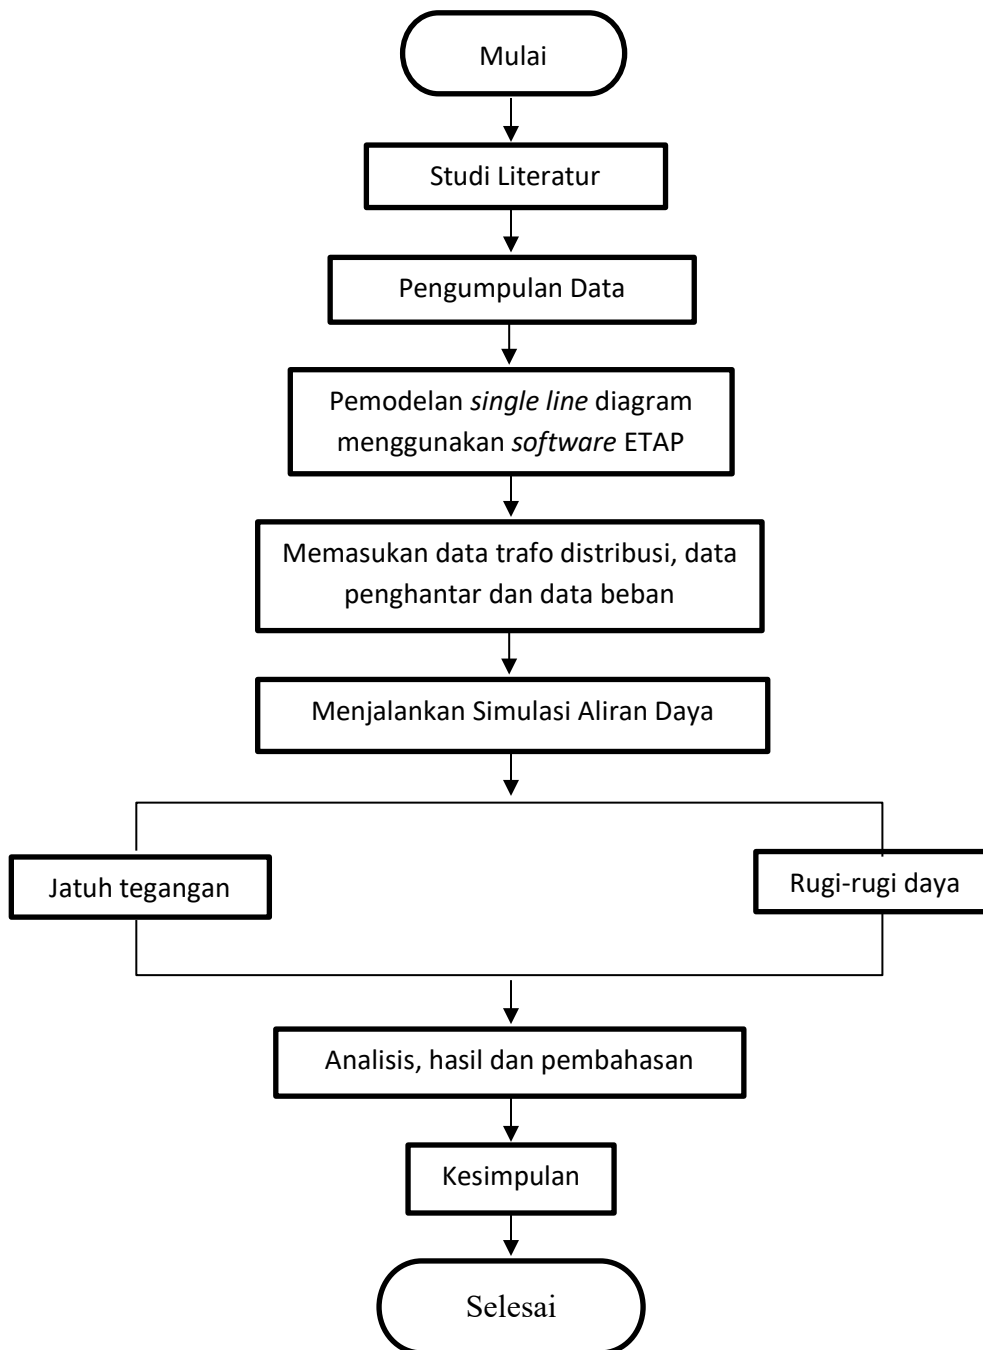 Mulai
Studi Literatur
Pengumpulan Data
Pemodelan single line diagram
menggunakan software ETAP
Memasukan data trafo distribusi, data
penghantar dan data beban
Menjalankan Simulasi Aliran Daya
Jatuh tegangan
Rugi-rugi daya
Analisis, hasil dan pembahasan
Kesimpulan
Selesai